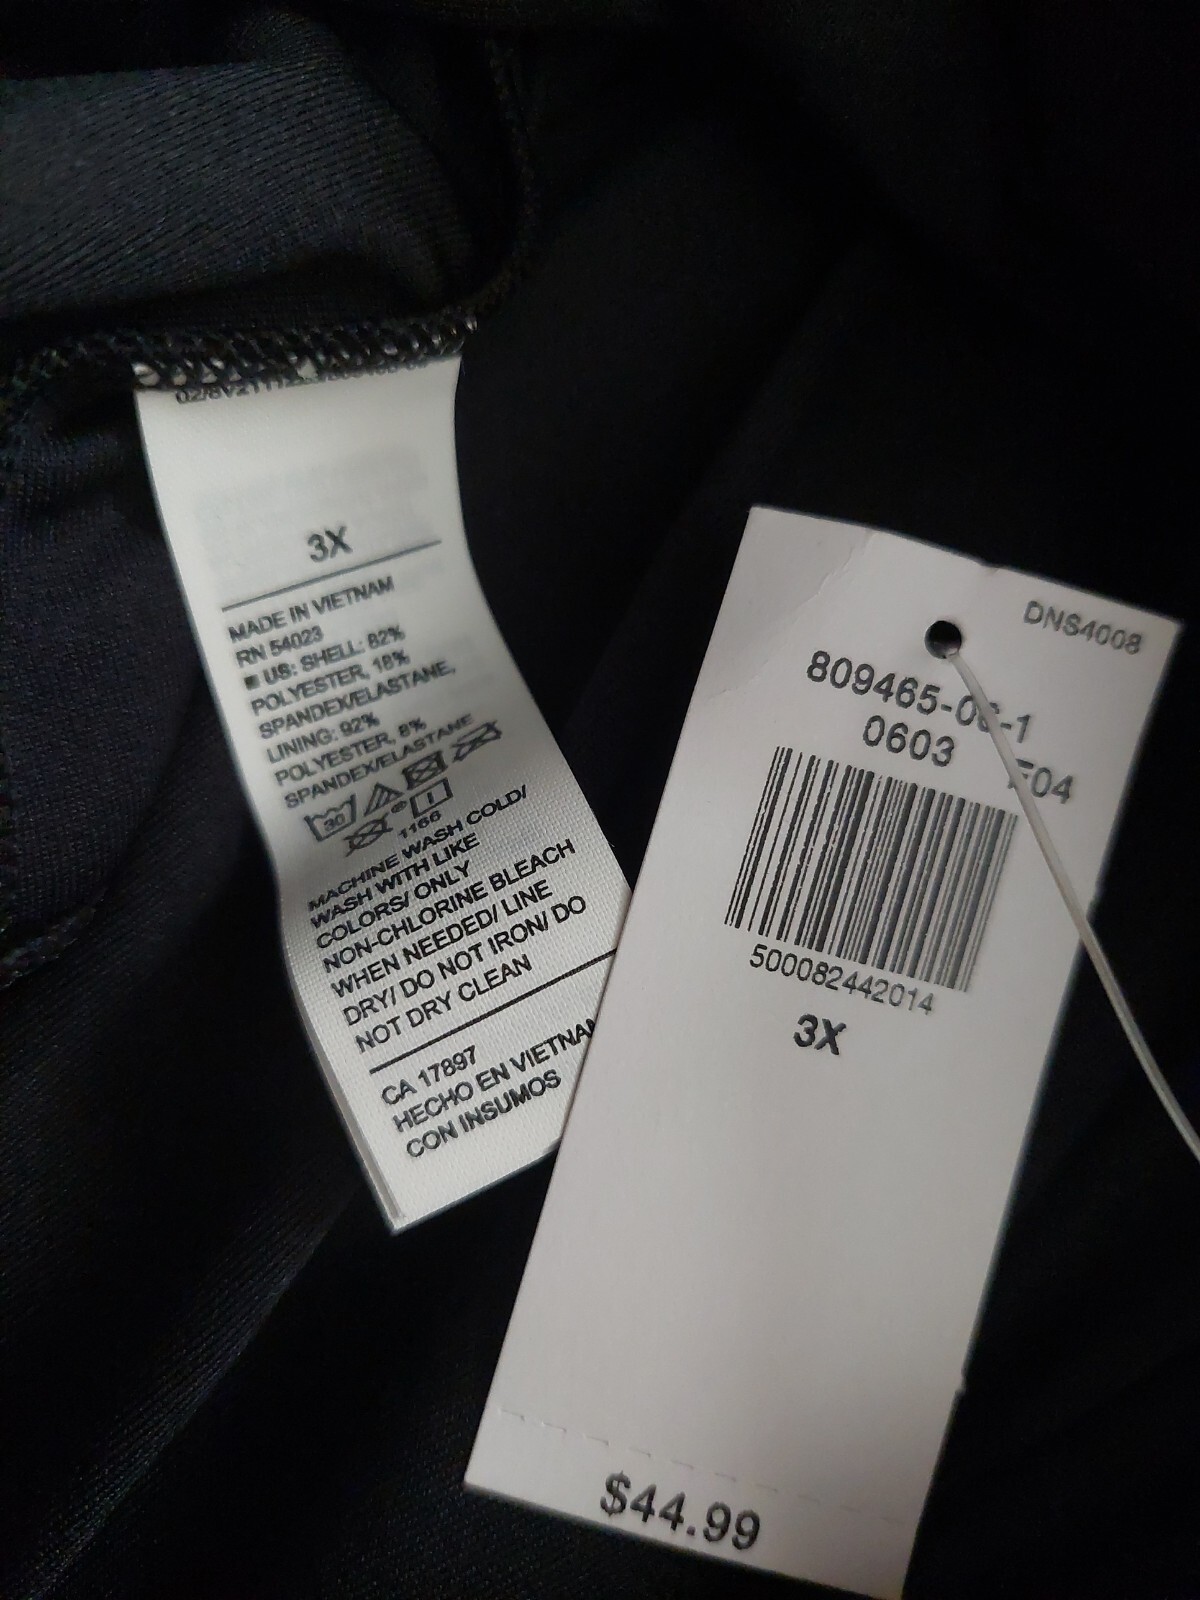 3X
MADE IN VIETNAM
RN 54023
US: SHELL: 82%
POLYESTER, 18%
SPANDEX/ELASTANE,
LINING: 92%
POLYESTER, 8%
SPANDEX/ELASTANE
30
1166
MACHINE WASH COLD/
WASH WITH LIKE
COLORS/ ONLY
NON-CHLORINE BLEACH
WHEN NEEDED/ LINE
DRY/ DO NOT IRON/ DO
NOT DRY CLEAN
CA 17897
HECHO EN VIETNAM
CON INSUMOS
DNS4008
0603
500082442014
3X
$44.99